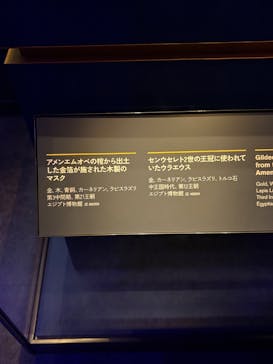 アメンエムオペの棺から出土
した金箔が施された木製の
マスク
金、木、青銅、カーネリアン、ラピスラズリ
第3中間期、第21王朝
エジプト博物館
センウセレト2世の王冠に使われて
いたウラエウス
金、カーネリアン、ラピスラズリ、トルコ石
中王国時代、第12王朝
エジプト博物館
Gilded
from
Amen
Gold, W
Lapis La
Third In
Egyptia